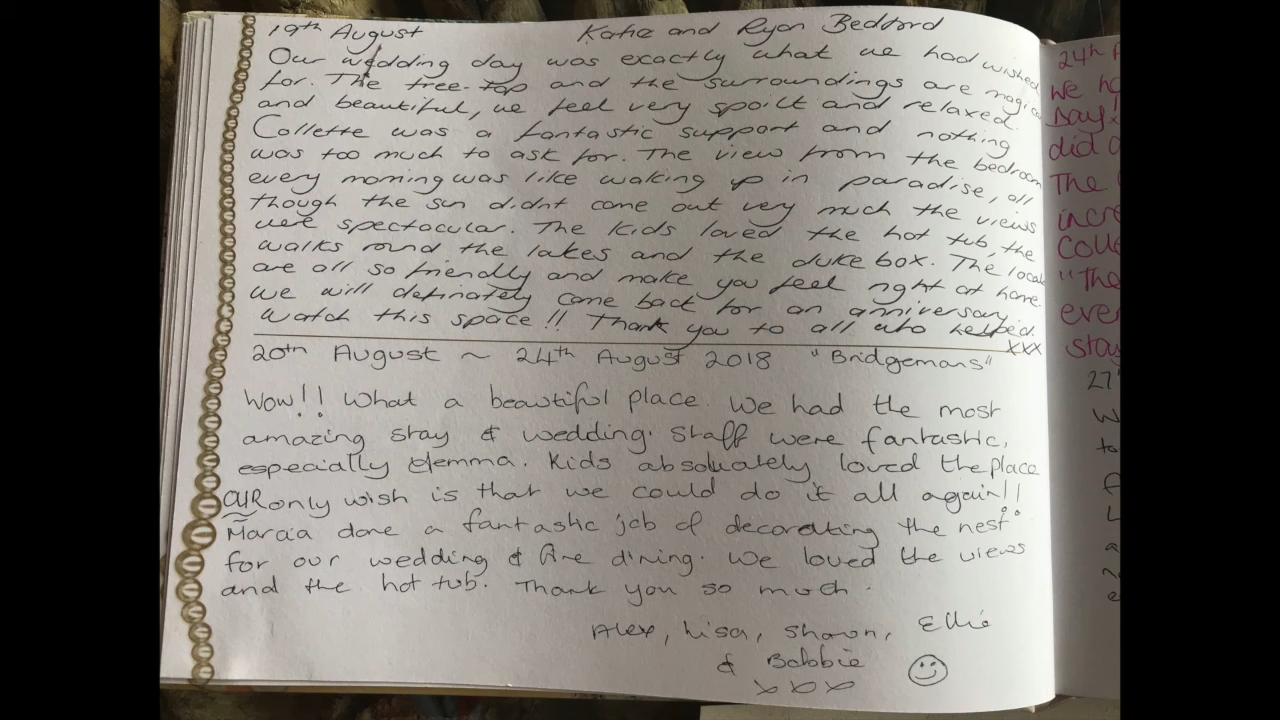 19th August Katie and Ryan Bedford
Our wedding day was exactly what we had wished
for. The tree-top and the surroundings are magical
and beautiful, we feel very spoilt and relaxed.
Collette was a fantastic support and nothing
was too much to ask for. The view from the bedroom
every morning was like waking up in paradise, all
though the sun didnt come out very much the views
were spectacular. The kids loved the hot tub, the
walks round the lakes and the duke box. The locals
are all so friendly and make you feel right at home.
We will definately come back for an anniversary
Watch this space!! Thank you to all who helped.
xxx
20th August ~ 24th August 2018 "Bridgemans"
Wow!! What a beautiful place. We had the most
amazing stay & wedding. Staff were fantastic,
especially Gemma. Kids absoluately loved the place
OUR only wish is that we could do it all again!!
Marcia done a fantastic job of decorating the nest
for our wedding & fine dining. We loved the views
and the hot tub. Thank you so much.
Alex, Lisa, Shaun, Ellie
& Bobbie
xxx
24th
We
Day!!
did
The
"The
27